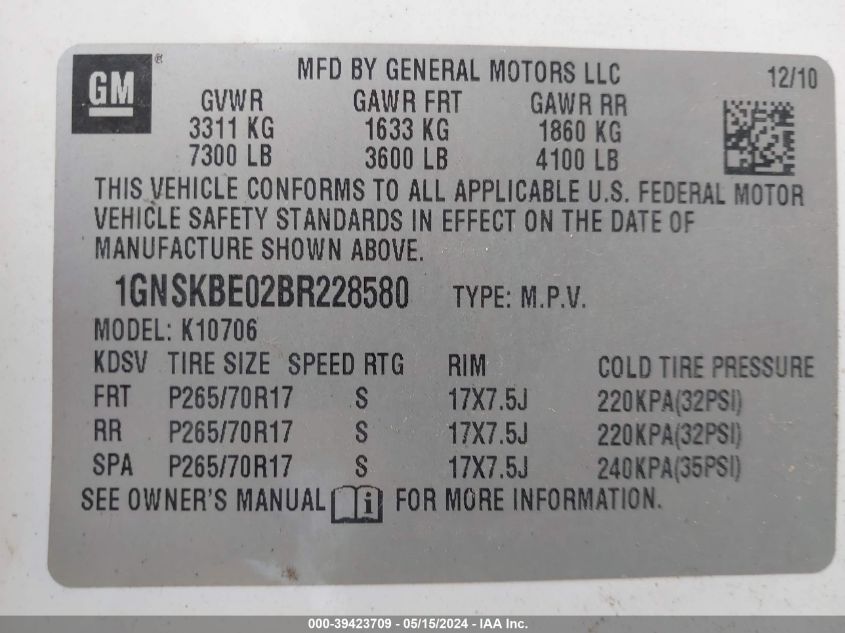 GM ®
MFD BY GENERAL MOTORS LLC 12/10
GVWR GAWR FRT GAWR RR
3311 KG 1633 KG 1860 KG
7300 LB 3600 LB 4100 LB
THIS VEHICLE CONFORMS TO ALL APPLICABLE U.S. FEDERAL MOTOR
VEHICLE SAFETY STANDARDS IN EFFECT ON THE DATE OF
MANUFACTURE SHOWN ABOVE.
1GNSKBE02BR228580 TYPE: M.P.V.
MODEL: K10706
KDSV TIRE SIZE SPEED RTG RIM COLD TIRE PRESSURE
FRT P265/70R17 S 17X7.5J 220KPA(32PSI)
RR P265/70R17 S 17X7.5J 220KPA(32PSI)
SPA P265/70R17 S 17X7.5J 240KPA(35PSI)
SEE OWNER'S MANUAL i FOR MORE INFORMATION.
000-39423709 - 05/15/2024 - IAA Inc.